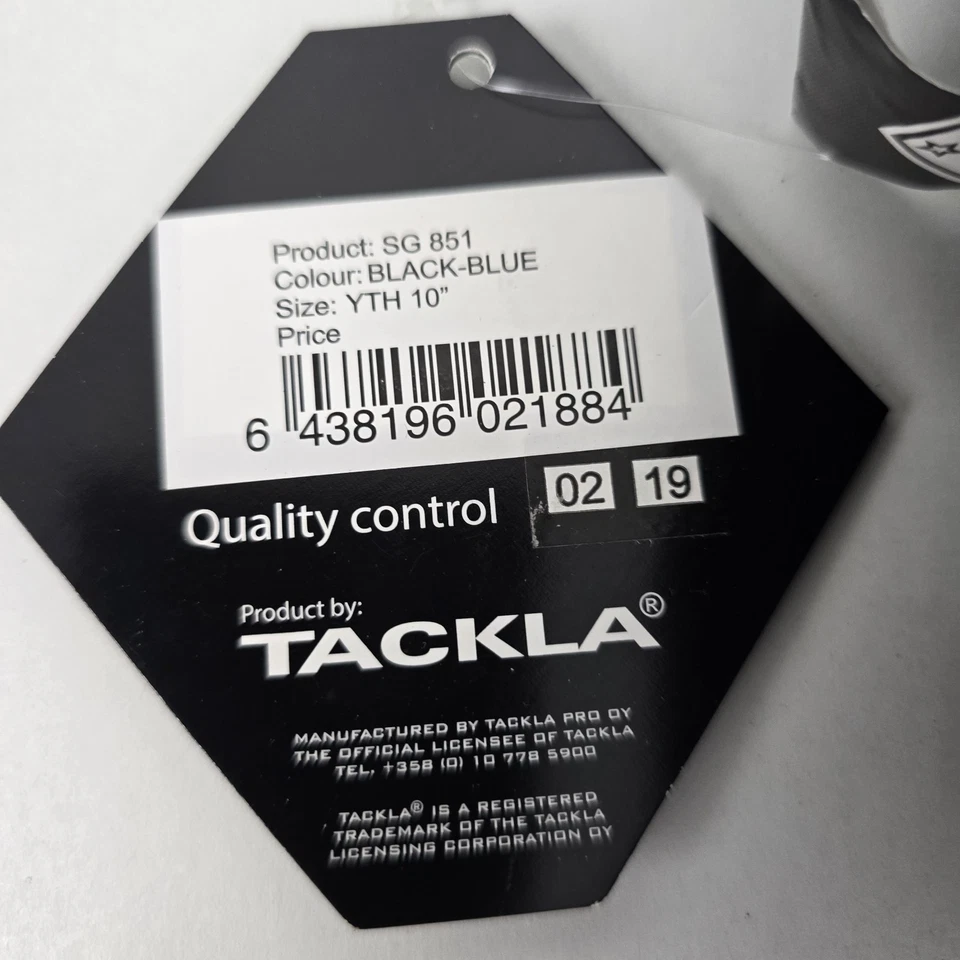 Product: SG 851
Colour: BLACK-BLUE
Size: YTH 10"
Price
6 438196 021884
Quality control 02 19
Product by:
TACKLA®
MANUFACTURED BY TACKLA PRO OY
THE OFFICIAL LICENSEE OF TACKLA
TEL. +358 (0) 10 778 5900
TACKLA® IS A REGISTERED
TRADEMARK OF THE TACKLA
LICENSING CORPORATION OY